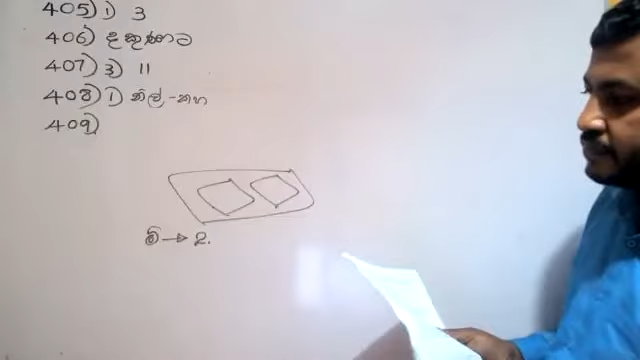 405) 1) 3
406) දකුණට
407) 3) 11
408) 1) නිල් - කහ
409)
මී → 2.